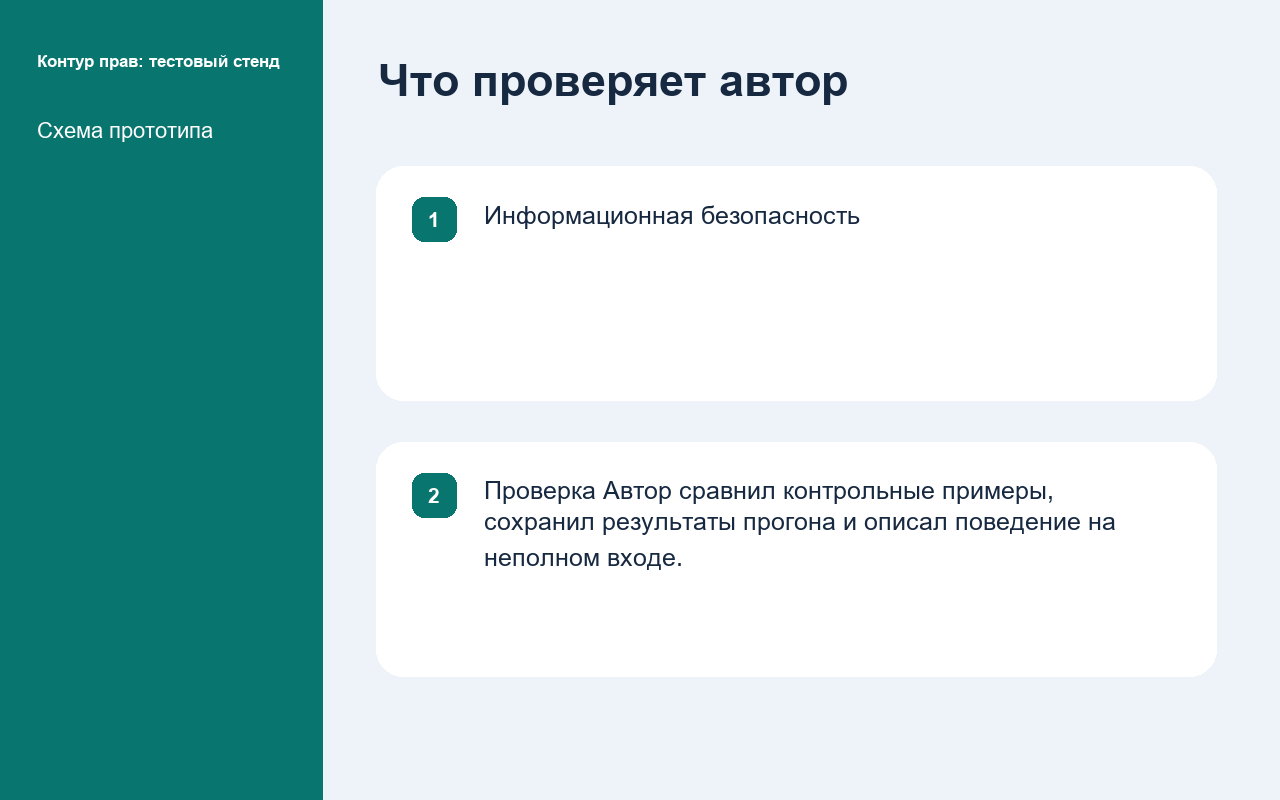 Контур прав: тестовый стенд
Схема прототипа
Что проверяет автор
1
Информационная безопасность
2
Проверка Автор сравнил контрольные примеры,
сохранил результаты прогона и описал поведение на
неполном входе.